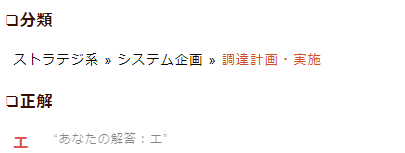 ❏分類
ストラテジ系 » システム企画 » 調達計画・実施
❏正解
エ “あなたの解答：エ”